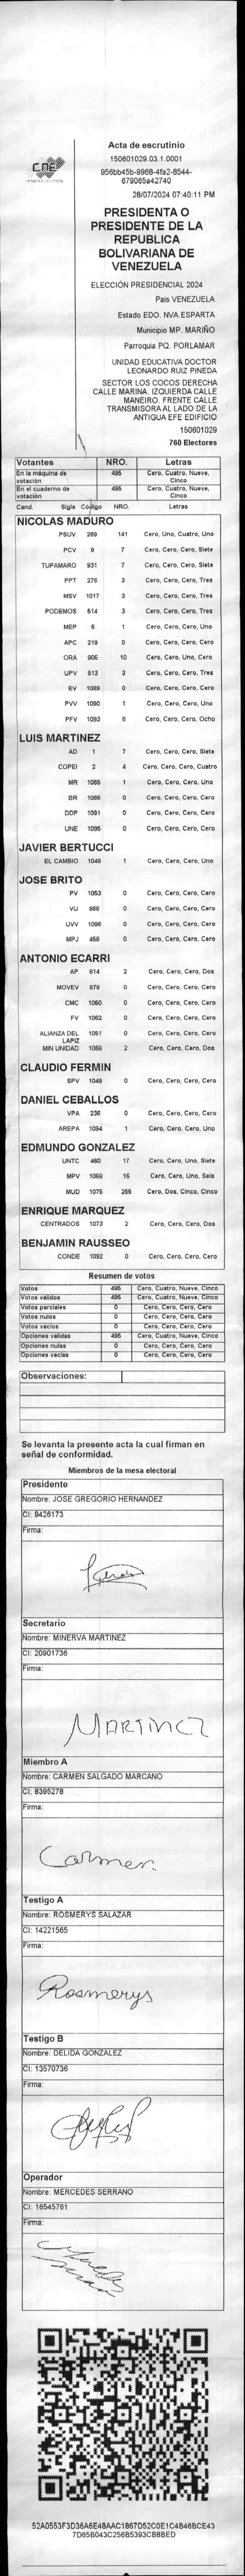 CNE
Acta de escrutinio
150601029.03.1.0001
956bb45b-9968-4fa2-8544-
679065a42740
28/07/2024 07:40:11 PM
PRESIDENTA O
PRESIDENTE DE LA
REPUBLICA
BOLIVARIANA DE
VENEZUELA
ELECCIÓN PRESIDENCIAL 2024
Pais VENEZUELA
Estado EDO. NVA.ESPARTA
Municipio MP. MARIÑO
Parroquia PQ. PORLAMAR
UNIDAD EDUCATIVA DOCTOR
LEONARDO RUIZ PINEDA
SECTOR LOS COCOS DERECHA
CALLE MARINA. IZQUIERDA CALLE
MANEIRO. FRENTE CALLE
TRANSMISORA AL LADO DE LA
ANTIGUA EFE EDIFICIO
150601029
760 Electores
Votantes NRO. Letras
En la máquina de votación 495 Cero, Cuatro, Nueve, Cinco
En el cuaderno de votación 495 Cero, Cuatro, Nueve, Cinco
Cand. Sigla Código NRO. Letras
NICOLAS MADURO
PSUV 269 141 Cero, Uno, Cuatro, Uno
PCV 9 7 Cero, Cero, Cero, Siete
TUPAMARO 931 7 Cero, Cero, Cero, Siete
PPT 276 3 Cero, Cero, Cero, Tres
MSV 1017 3 Cero, Cero, Cero, Tres
PODEMOS 514 3 Cero, Cero, Cero, Tres
MEP 6 1 Cero, Cero, Cero, Uno
APC 219 0 Cero, Cero, Cero, Cero
ORA 906 10 Cero, Cero, Uno, Cero
UPV 513 3 Cero, Cero, Cero, Tres
EV 1089 0 Cero, Cero, Cero, Cero
PVV 1090 1 Cero, Cero, Cero, Uno
PFV 1093 8 Cero, Cero, Cero, Ocho
LUIS MARTINEZ
AD 1 7 Cero, Cero, Cero, Siete
COPEI 2 4 Cero, Cero, Cero, Cuatro
MR 1065 1 Cero, Cero, Cero, Uno
BR 1066 0 Cero, Cero, Cero, Cero
DDP 1091 0 Cero, Cero, Cero, Cero
UNE 1095 0 Cero, Cero, Cero, Cero
JAVIER BERTUCCI
EL CAMBIO 1048 1 Cero, Cero, Cero, Uno
JOSE BRITO
PV 1053 0 Cero, Cero, Cero, Cero
VU 868 0 Cero, Cero, Cero, Cero
UVV 1096 0 Cero, Cero, Cero, Cero
MPJ 458 0 Cero, Cero, Cero, Cero
ANTONIO ECARRI
AP 814 2 Cero, Cero, Cero, Dos
MOVEV 878 0 Cero, Cero, Cero, Cero
CMC 1050 0 Cero, Cero, Cero, Cero
FV 1062 0 Cero, Cero, Cero, Cero
ALIANZA DEL LAPIZ 1051 0 Cero, Cero, Cero, Cero
MIN UNIDAD 1069 2 Cero, Cero, Cero, Dos
CLAUDIO FERMIN
SPV 1049 0 Cero, Cero, Cero, Cero
DANIEL CEBALLOS
VPA 236 0 Cero, Cero, Cero, Cero
AREPA 1094 1 Cero, Cero, Cero, Uno
EDMUNDO GONZALEZ
UNTC 460 17 Cero, Cero, Uno, Siete
MPV 1069 16 Cero, Cero, Uno, Seis
MUD 1075 255 Cero, Dos, Cinco, Cinco
ENRIQUE MARQUEZ
CENTRADOS 1073 2 Cero, Cero, Cero, Dos
BENJAMIN RAUSSEO
CONDE 1092 0 Cero, Cero, Cero, Cero
Resumen de votos
Votos 495 Cero, Cuatro, Nueve, Cinco
Votos válidos 495 Cero, Cuatro, Nueve, Cinco
Votos parciales 0 Cero, Cero, Cero, Cero
Votos nulos 0 Cero, Cero, Cero, Cero
Votos vacíos 0 Cero, Cero, Cero, Cero
Opciones válidas 495 Cero, Cuatro, Nueve, Cinco
Opciones nulas 0 Cero, Cero, Cero, Cero
Opciones vacías 0 Cero, Cero, Cero, Cero
Observaciones:
Se levanta la presente acta la cual firman en
señal de conformidad.
Miembros de la mesa electoral
Presidente
Nombre: JOSE GREGORIO HERNANDEZ
CI: 9426173
Firma:
Secretario
Nombre: MINERVA MARTINEZ
CI: 20901736
Firma:
MARTINEZ
Miembro A
Nombre: CARMEN SALGADO MARCANO
CI: 8395278
Firma:
Carmen
Testigo A
Nombre: ROSMERYS SALAZAR
CI: 14221565
Firma:
Rosmerys
Testigo B
Nombre: DELIDA GONZALEZ
CI: 13570736
Firma:
Operador
Nombre: MERCEDES SERRANO
CI: 16545761
Firma:
52A0553F3D36A6E48AAC1B67D52C0E1C4B46BCE43
7D65B043C256B5393CB8BED